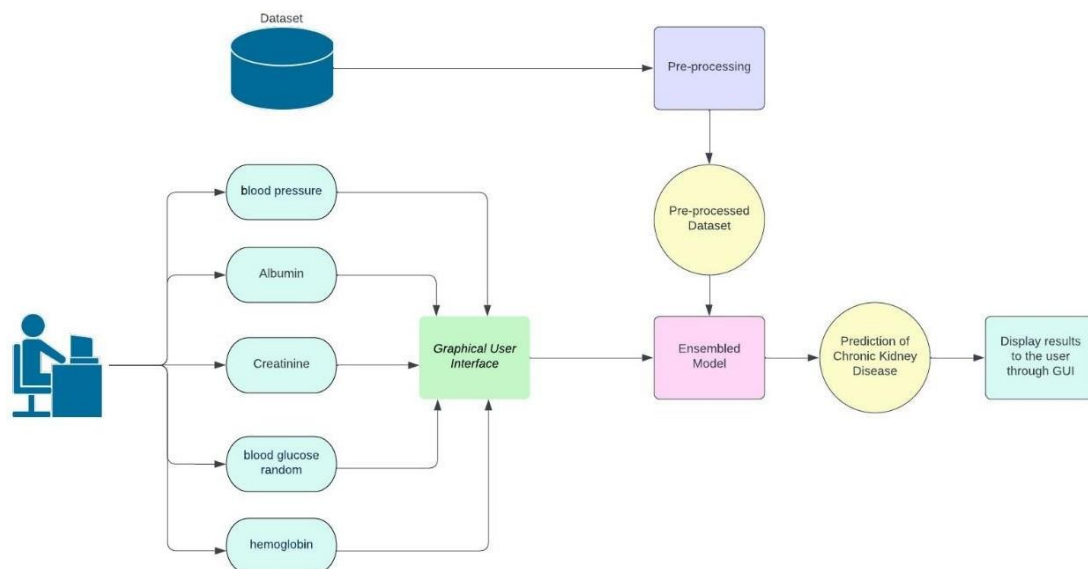 Dataset
Pre-processing
blood pressure
Pre-processed
Dataset
Albumin
Creatinine
Graphical User
Interface
Ensembled
Model
Prediction of
Chronic Kidney
Disease
Display results
to the user
through GUI
blood glucose
random
hemoglobin